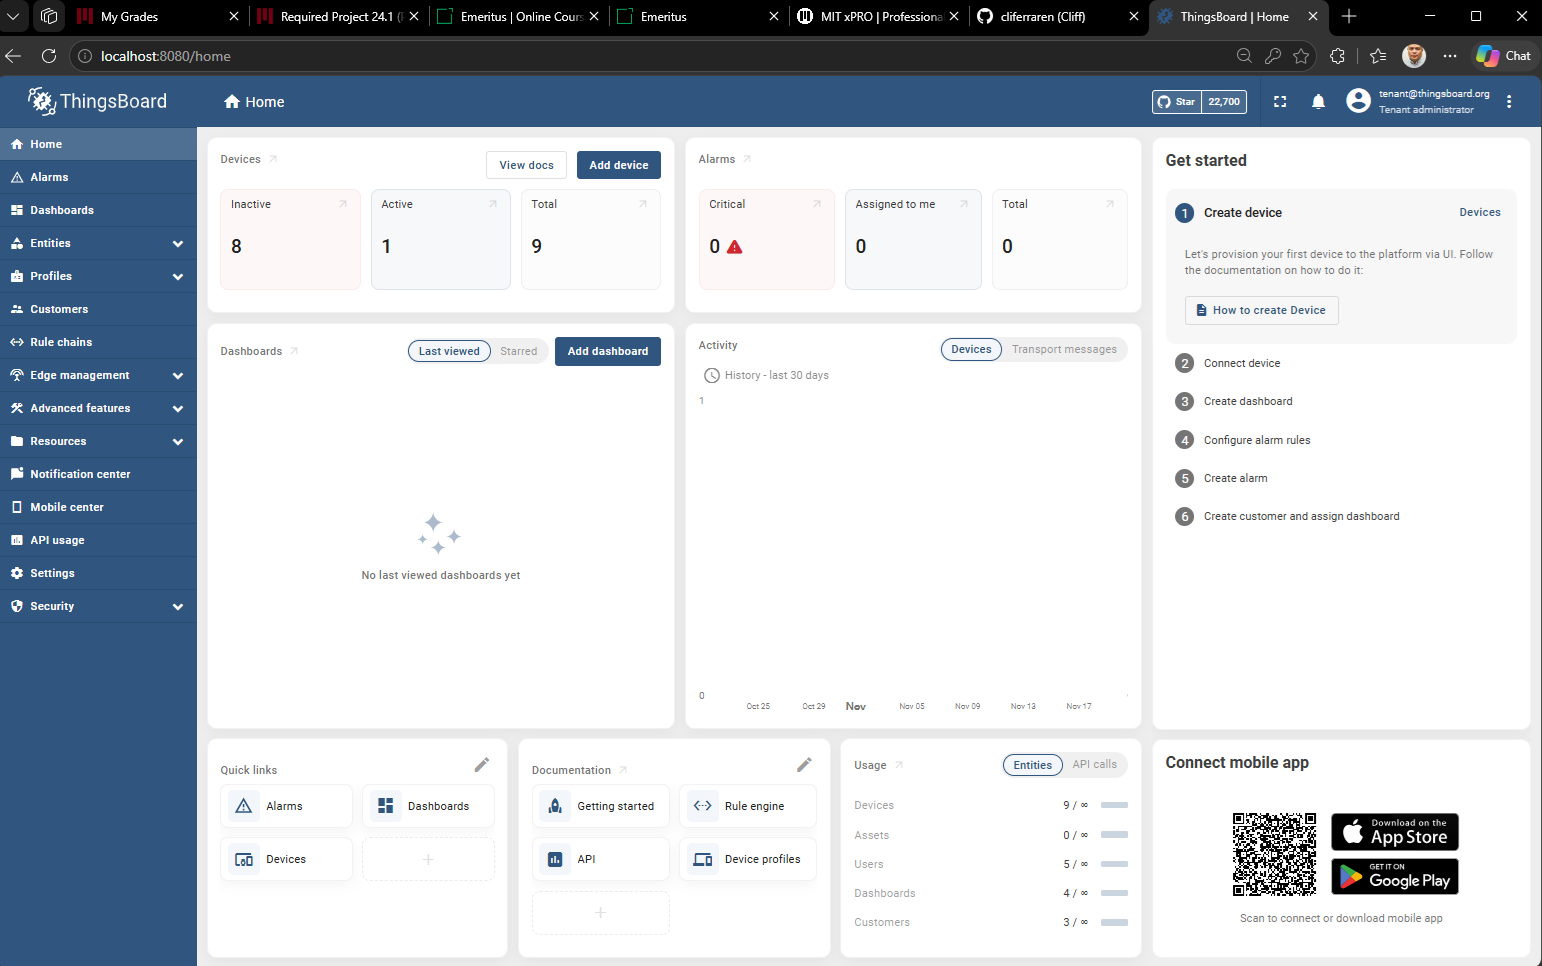 My Grades
Required Project 24.1 (
Emeritus | Online Cours
Emeritus
MIT xPRO | Professiona
cliferraren (Cliff)
ThingsBoard | Home
localhost:8080/home
Chat
ThingsBoard
Home
Star 22,700
tenant@thingsboard.org
Tenant administrator
Home
Alarms
Dashboards
Entities
Profiles
Customers
Rule chains
Edge management
Advanced features
Resources
Notification center
Mobile center
API usage
Settings
Security
Devices
View docs
Add device
Inactive
8
Active
1
Total
9
Alarms
Critical
0
Assigned to me
0
Total
0
Dashboards
Last viewed
Starred
Add dashboard
No last viewed dashboards yet
Activity
Devices
Transport messages
History - last 30 days
1
0
Oct 25 Oct 29 Nov Nov 05 Nov 09 Nov 13 Nov 17
Get started
1 Create device
Devices
Let's provision your first device to the platform via UI. Follow
the documentation on how to do it:
How to create Device
2 Connect device
3 Create dashboard
4 Configure alarm rules
5 Create alarm
6 Create customer and assign dashboard
Quick links
Alarms
Dashboards
Devices
Documentation
Getting started
Rule engine
API
Device profiles
Usage
Entities
API calls
Devices 9 / ∞
Assets 0 / ∞
Users 5 / ∞
Dashboards 4 / ∞
Customers 3 / ∞
Connect mobile app
Download on the
App Store
GET IT ON
Google Play
Scan to connect or download mobile app